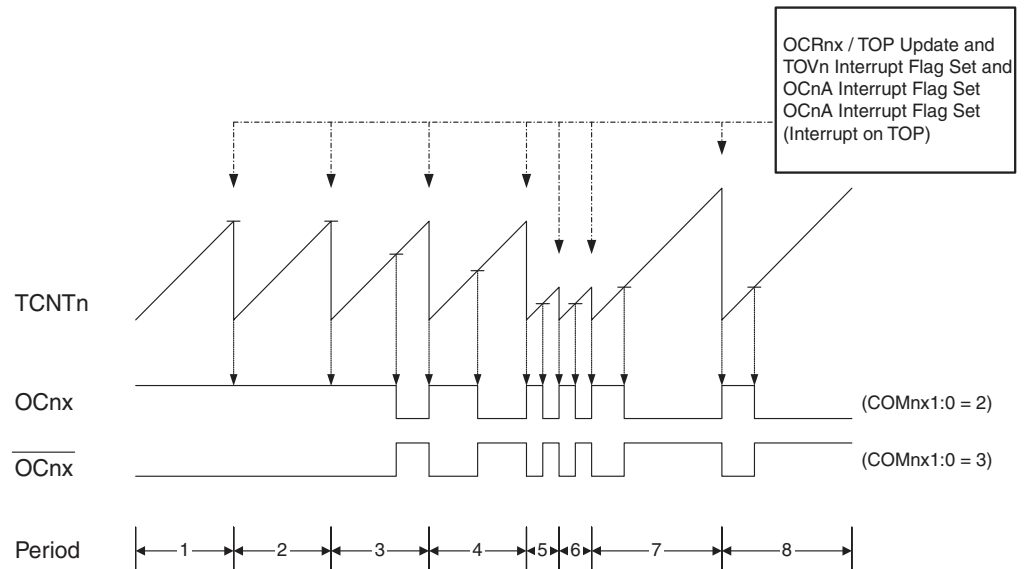 OCRnx / TOP Update and
TOVn Interrupt Flag Set and
OCnA Interrupt Flag Set
OCnA Interrupt Flag Set
(Interrupt on TOP)
TCNTn
OCnx
(COMnx1:0 = 2)
OCnx
(COMnx1:0 = 3)
Period
1 2 3 4 5 6 7 8